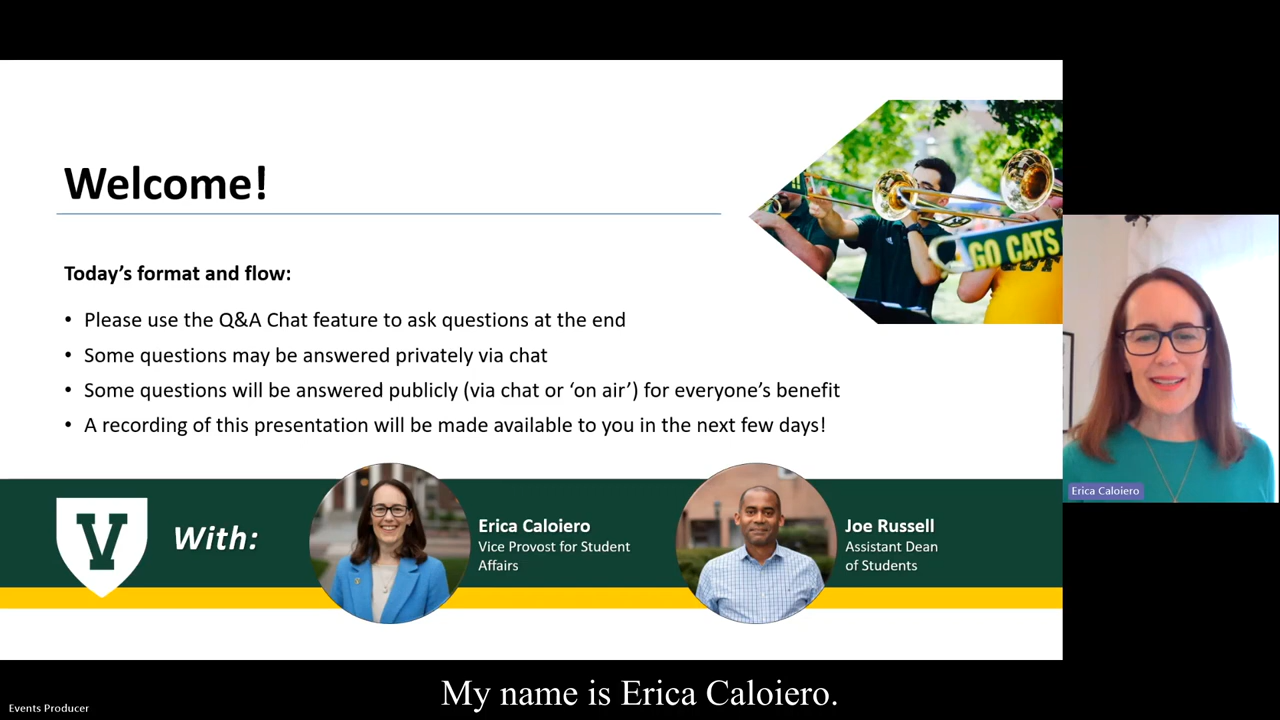 Welcome!
GO CATS
Today’s format and flow:
• Please use the Q&A Chat feature to ask questions at the end
• Some questions may be answered privately via chat
• Some questions will be answered publicly (via chat or ‘on air’) for everyone’s benefit
• A recording of this presentation will be made available to you in the next few days!
Erica Caloiero
V
With:
Erica Caloiero
Vice Provost for Student
Affairs
Joe Russell
Assistant Dean
of Students
My name is Erica Caloiero.
Events Producer